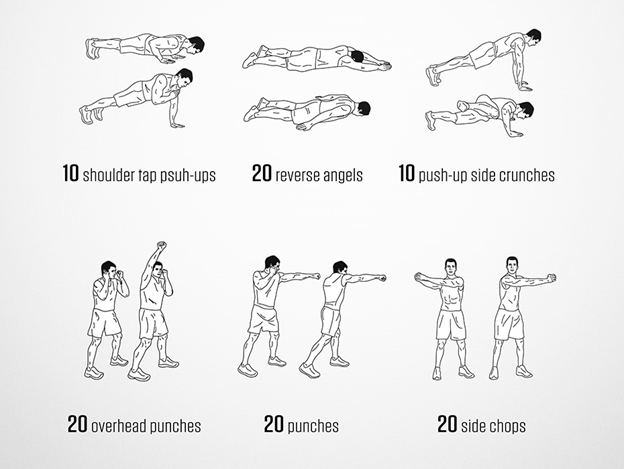 10 shoulder tap psuh-ups
20 reverse angels
10 push-up side crunches
20 overhead punches
20 punches
20 side chops